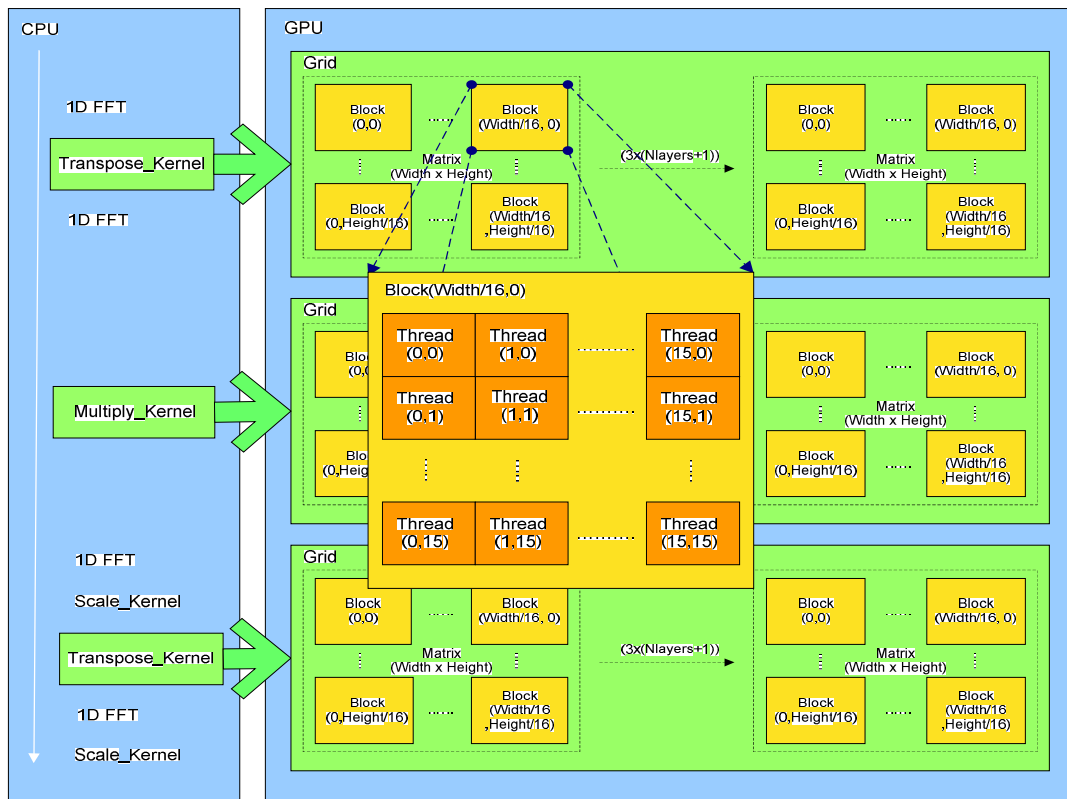 CPU
1D FFT
Transpose_Kernel
1D FFT
Multiply_Kernel
1D FFT
Scale_Kernel
Transpose_Kernel
1D FFT
Scale_Kernel
GPU
Grid
Block
(0,0)
......
Block
(Width/16, 0)
Matrix
(Width x Height)
Block
(0,Height/16)
......
Block
(Width/16
,Height/16)
(3x(Nlayers+1))
Block
(0,0)
......
Block
(Width/16, 0)
Matrix
(Width x Height)
Block
(0,Height/16)
......
Block
(Width/16
,Height/16)
Block(Width/16,0)
Thread
(0,0)
Thread
(1,0)
..........
Thread
(15,0)
Thread
(0,1)
Thread
(1,1)
..........
Thread
(15,1)
Thread
(0,15)
Thread
(1,15)
..........
Thread
(15,15)
Grid
Block
(0,0)
......
Block
(Width/16, 0)
Matrix
(Width x Height)
Block
(0,Height/16)
......
Block
(Width/16
,Height/16)
Grid
Block
(0,0)
......
Block
(Width/16, 0)
Matrix
(Width x Height)
Block
(0,Height/16)
......
Block
(Width/16
,Height/16)
(3x(Nlayers+1))
Block
(0,0)
......
Block
(Width/16, 0)
Matrix
(Width x Height)
Block
(0,Height/16)
......
Block
(Width/16
,Height/16)